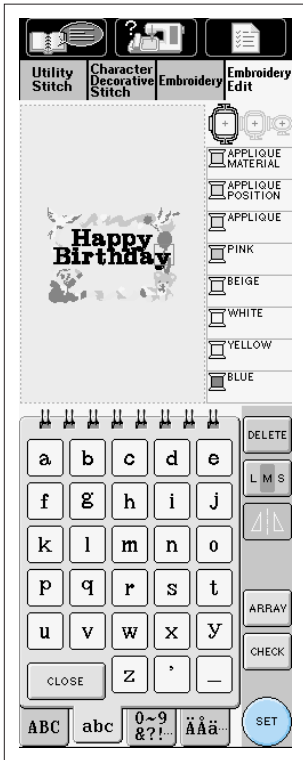 Utility
Stitch
Character
Decorative
Stitch
Embroidery
Embroidery
Edit
APPLIQUE
MATERIAL
APPLIQUE
POSITION
APPLIQUE
PINK
BEIGE
WHITE
YELLOW
BLUE
Happy
Birthday
DELETE
L M S
ARRAY
CHECK
SET
a b c d e
f g h i j
k l m n o
p q r s t
u v w x y
CLOSE z ’ _
ABC abc 0~9
&?!... ÄÅä...